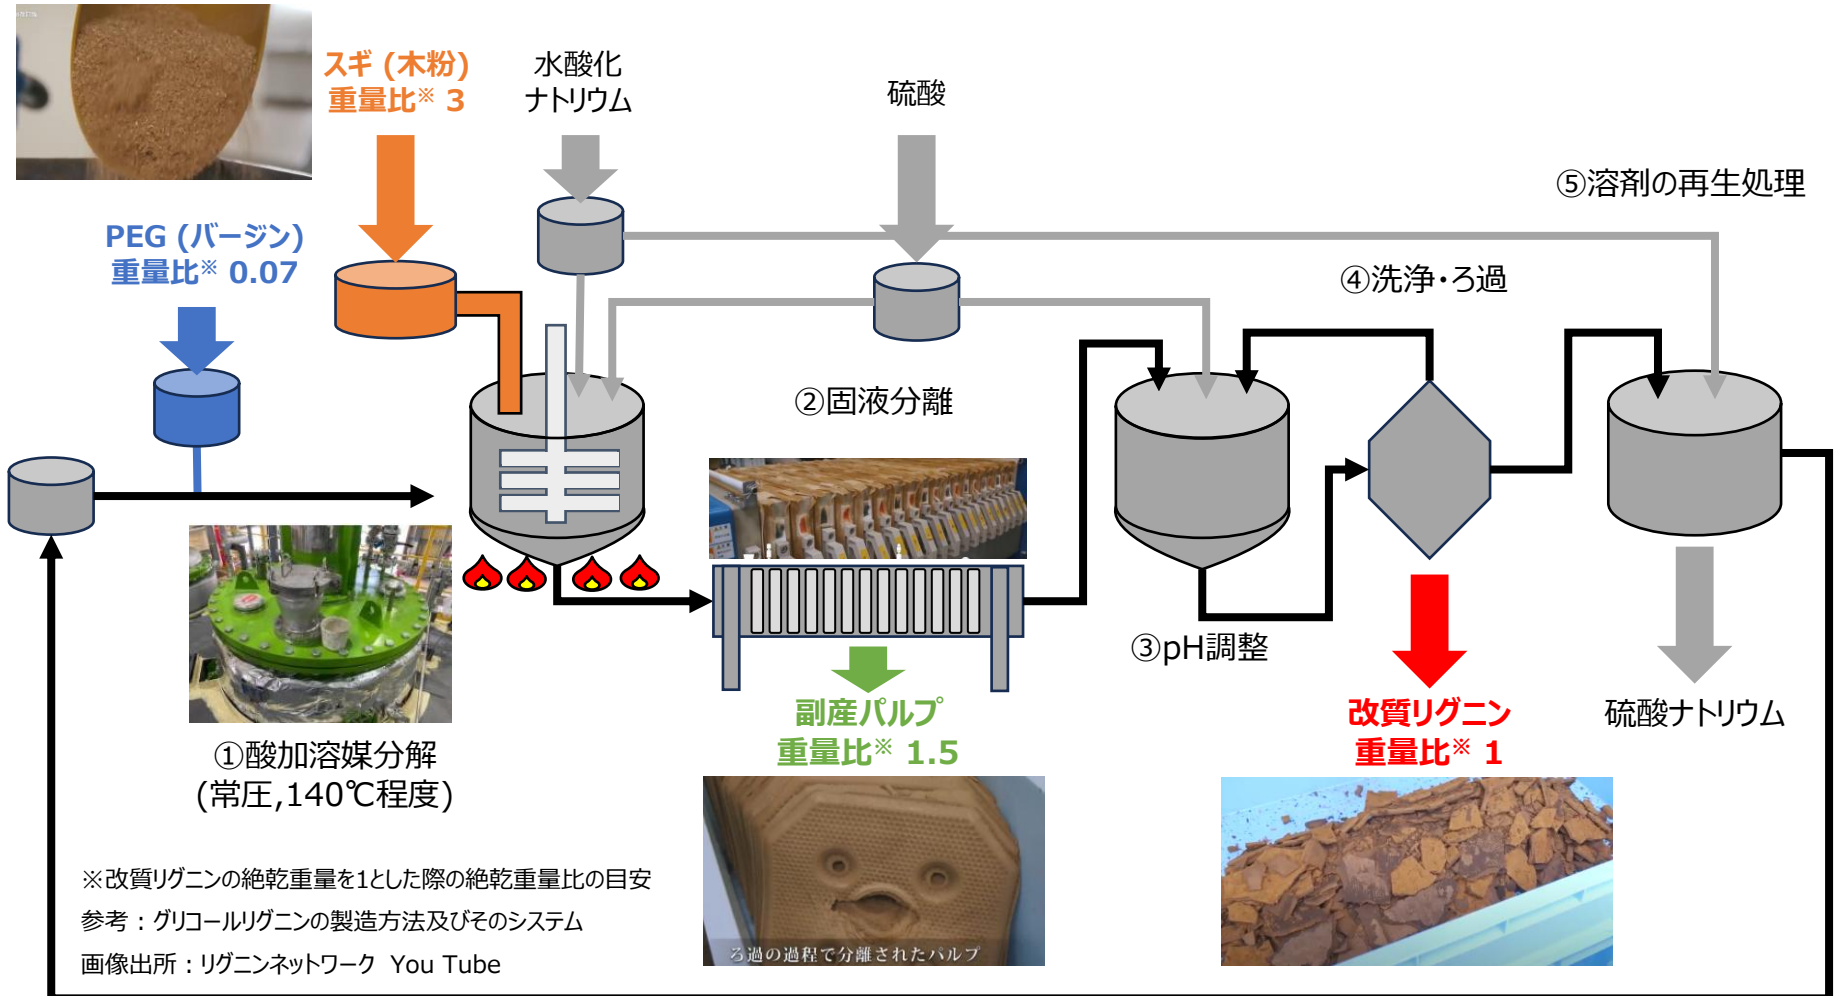 スギ (木粉)
重量比※ 3
水酸化
ナトリウム
硫酸
⑤溶剤の再生処理
PEG (バージン)
重量比※ 0.07
④洗浄・ろ過
②固液分離
③pH調整
①酸加溶媒分解
(常圧,140℃程度)
副産パルプ
重量比※ 1.5
改質リグニン
重量比※ 1
硫酸ナトリウム
ろ過の過程で分離されたパルプ
※改質リグニンの絶乾重量を1とした際の絶乾重量比の目安
参考：グリコールリグニンの製造方法及びそのシステム
画像出所：リグニンネットワーク You Tube